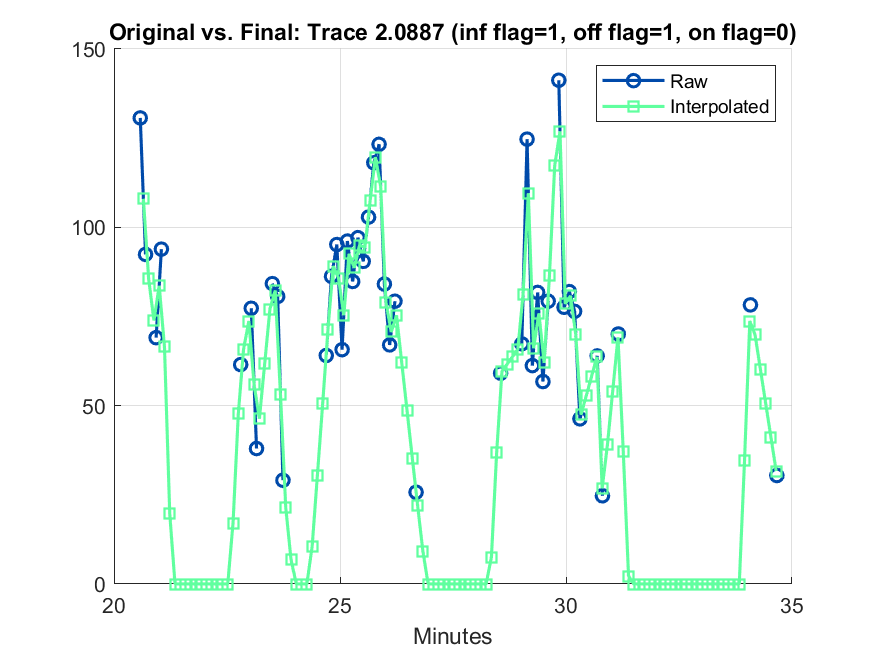 Original vs. Final: Trace 2.0887 (inf flag=1, off flag=1, on flag=0)
150
Raw
Interpolated
100
50
0
20
25
30
35
Minutes